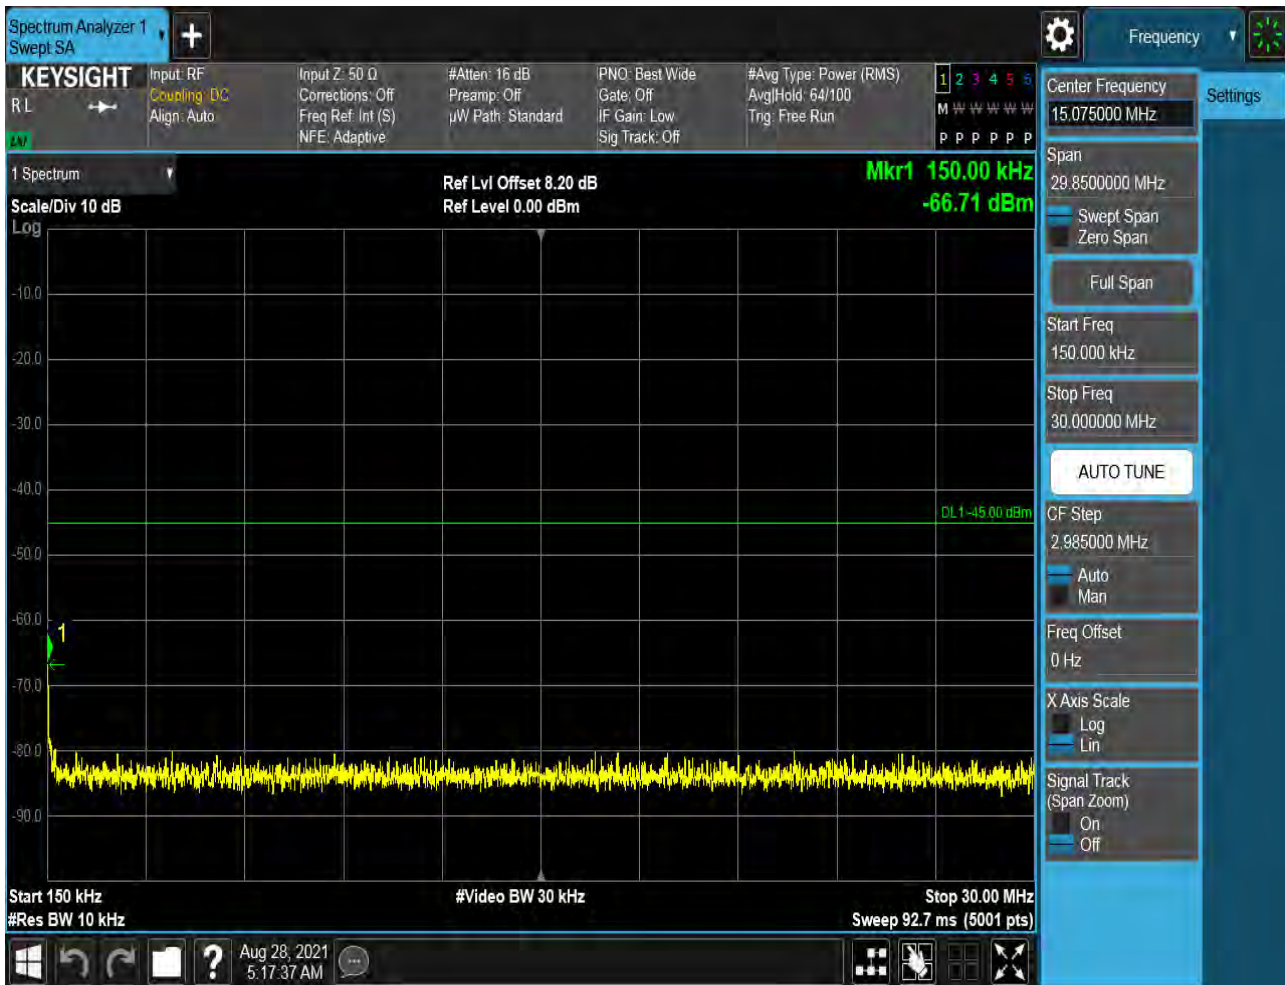 Spectrum Analyzer 1
Swept SA
Frequency
KEYSIGHT
R L
LNI
Input: RF
Coupling: DC
Align: Auto
Input Z: 50 Ω
Corrections: Off
Freq Ref: Int (S)
NFE: Adaptive
#Atten: 16 dB
Preamp: Off
µW Path: Standard
PNO: Best Wide
Gate: Off
IF Gain: Low
Sig Track: Off
#Avg Type: Power (RMS)
Avg|Hold: 64/100
Trig: Free Run
1 2 3 4 5 6
M W W W W W
P P P P P P
1 Spectrum
Scale/Div 10 dB
Log
Ref Lvl Offset 8.20 dB
Ref Level 0.00 dBm
Mkr1 150.00 kHz
-66.71 dBm
-10.0
-20.0
-30.0
-40.0
DL1 -45.00 dBm
-50.0
-60.0
1
-70.0
-80.0
-90.0
Start 150 kHz
#Res BW 10 kHz
#Video BW 30 kHz
Stop 30.00 MHz
Sweep 92.7 ms (5001 pts)
Center Frequency
15.075000 MHz
Settings
Span
29.8500000 MHz
Swept Span
Zero Span
Full Span
Start Freq
150.000 kHz
Stop Freq
30.000000 MHz
AUTO TUNE
CF Step
2.985000 MHz
Auto
Man
Freq Offset
0 Hz
X Axis Scale
Log
Lin
Signal Track
(Span Zoom)
On
Off
?
Aug 28, 2021
5:17:37 AM